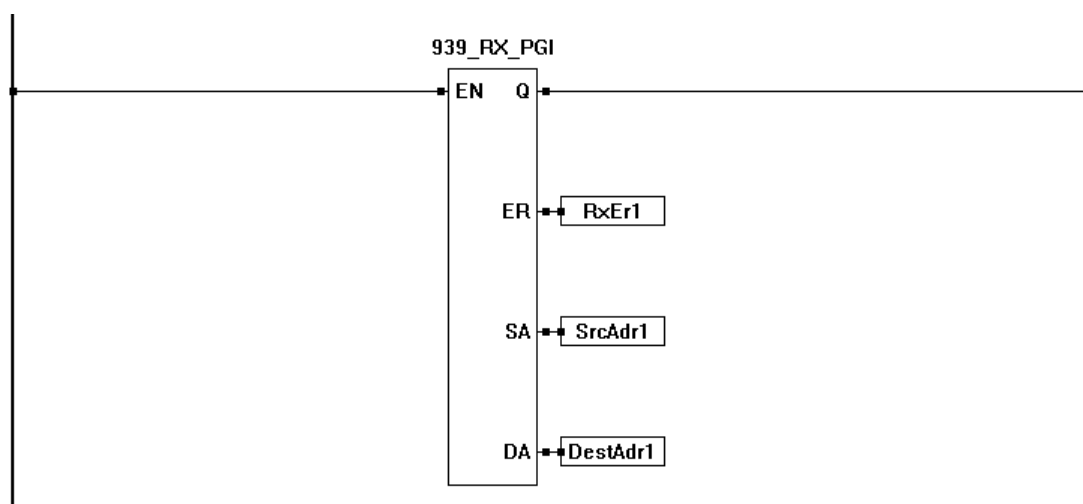 939_RX_PGI
EN Q
ER RxEr1
SA SrcAdr1
DA DestAdr1